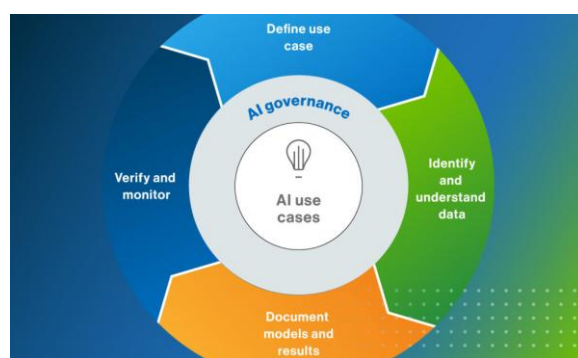 Define use
case
AI governance
AI use
cases
Identify
and
understand
data
Verify and
monitor
Document
models and
results